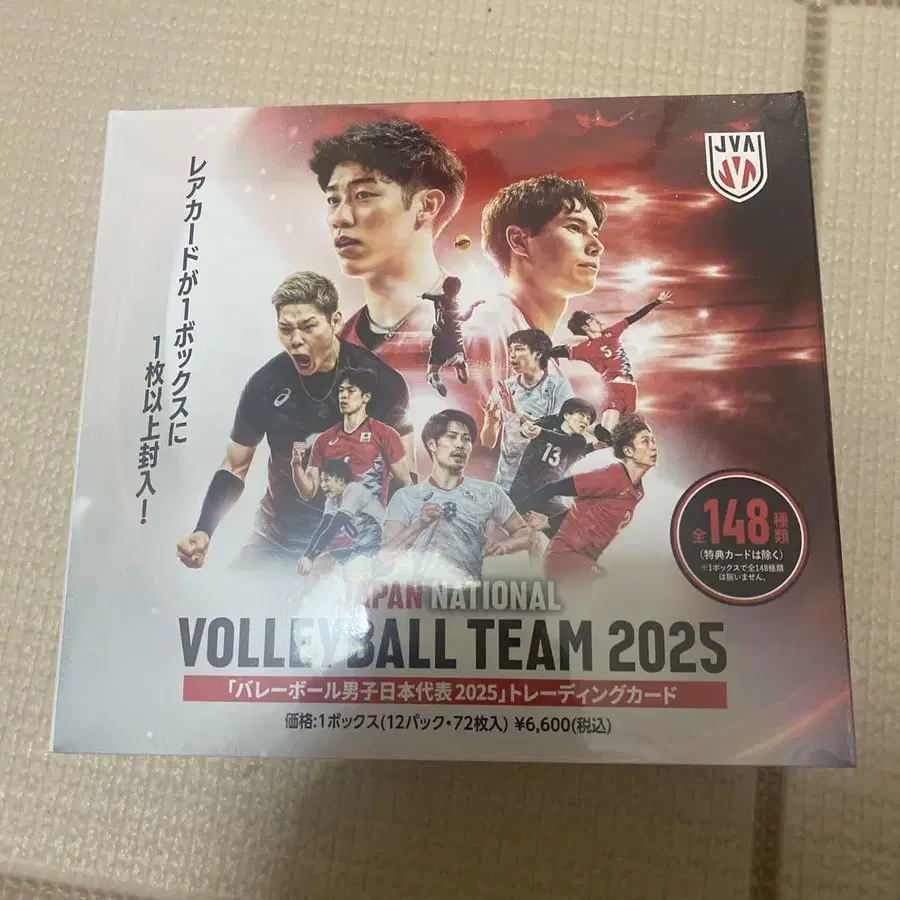 JVA
レアカードが1ボックスに
1枚以上封入！
5
13
全148種類
(特典カードは除く)
※1ボックスで全148種類
は揃いません。
JAPAN NATIONAL
VOLLEYBALL TEAM 2025
「バレーボール男子日本代表2025」トレーディングカード
価格:1ボックス(12パック・72枚入) ¥6,600(税込)